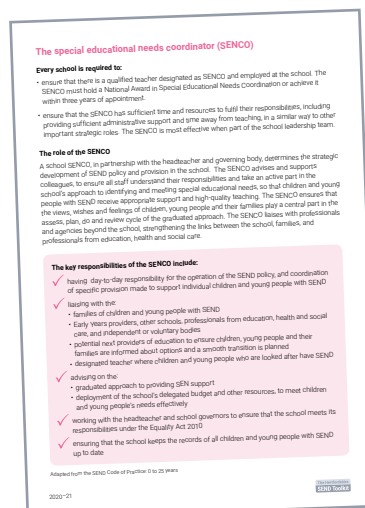 The special educational needs coordinator (SENCO)
Every school is required to:
• ensure that there is a qualified teacher designated as SENCO and employed at the school. The
SENCO must hold a National Award in Special Educational Needs Coordination or achieve it
within three years of appointment.
• ensure that the SENCO has sufficient time and resources to fulfil their responsibilities, including
providing sufficient administrative support and time away from teaching, in a similar way to other
important strategic roles. The SENCO is most effective when part of the school leadership team.
The role of the SENCO
A school SENCO, in partnership with the headteacher and governing body, determines the strategic
development of SEND policy and provision in the school. The SENCO advises and supports
colleagues, to ensure all staff understand their responsibilities and take an active part in the
school's approach to identifying and meeting special educational needs, so that children and young
people with SEND receive appropriate support and high-quality teaching. The SENCO ensures that
the views, wishes and feelings of children, young people and their families play a central part in the
assess, plan, do and review cycle of the graduated approach. The SENCO liaises with professionals
and agencies beyond the school, strengthening the links between the school, families, and
professionals from education, health and social care.
The key responsibilities of the SENCO include:
having day-to-day responsibility for the operation of the SEND policy, and coordination
of specific provision made to support individual children and young people with SEND
liaising with the:
• families of children and young people with SEND
• Early years providers, other schools, professionals from education, health and social
care, and independent or voluntary bodies
• potential next providers of education to ensure children, young people and their
families are informed about options and a smooth transition is planned
• designated teacher where children and young people who are looked after have SEND
advising on the:
• graduated approach to providing SEN support
• deployment of the school's delegated budget and other resources, to meet children
and young people's needs effectively
working with the headteacher and school governors to ensure that the school meets its
responsibilities under the Equality Act 2010
ensuring that the school keeps the records of all children and young people with SEND
up to date
Adapted from the SEND Code of Practice: 0 to 25 years
2020–21
The Hertfordshire
SEND Toolkit